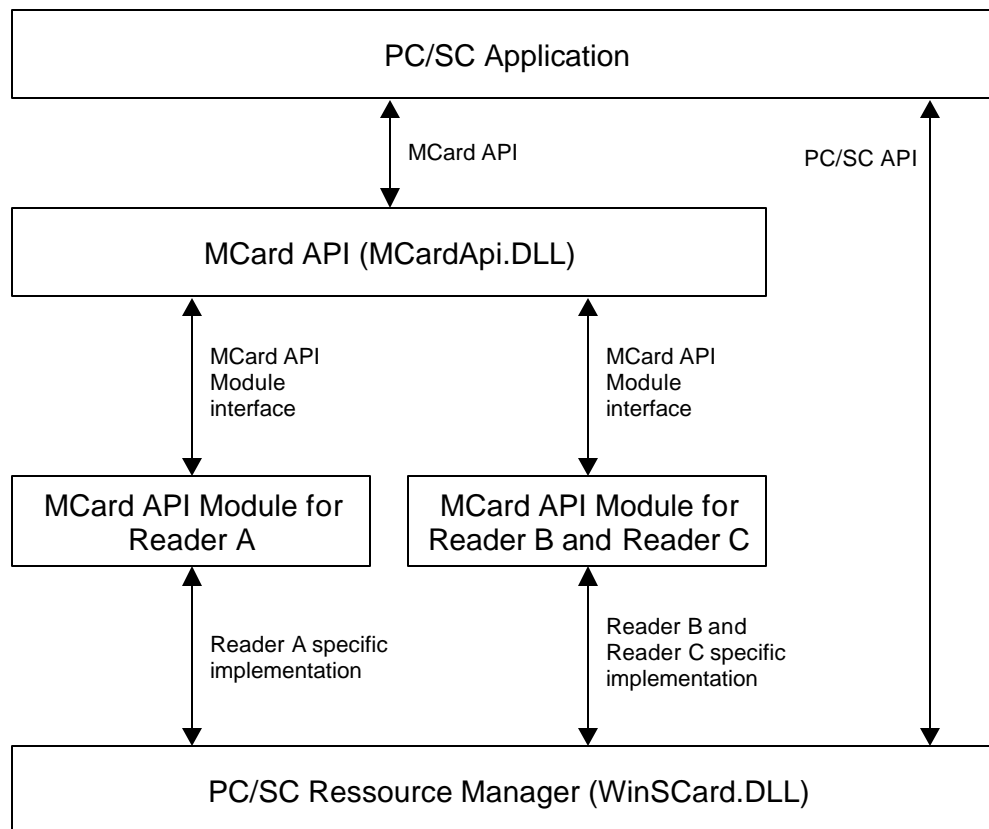 PC/SC Application
MCard API
PC/SC API
MCard API (MCardApi.DLL)
MCard API
Module
interface
MCard API
Module
interface
MCard API Module for
Reader A
MCard API Module for
Reader B and Reader C
Reader A specific
implementation
Reader B and
Reader C specific
implementation
PC/SC Ressource Manager (WinSCard.DLL)